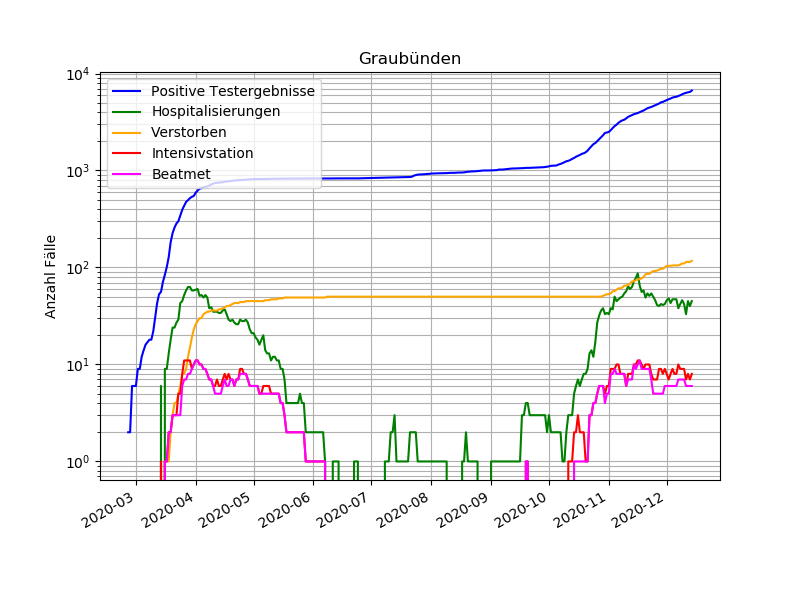 Graubünden
Anzahl Fälle
10^4
10^3
10^2
10^1
10^0
Positive Testergebnisse
Hospitalisierungen
Verstorben
Intensivstation
Beatmet
2020-03
2020-04
2020-05
2020-06
2020-07
2020-08
2020-09
2020-10
2020-11
2020-12